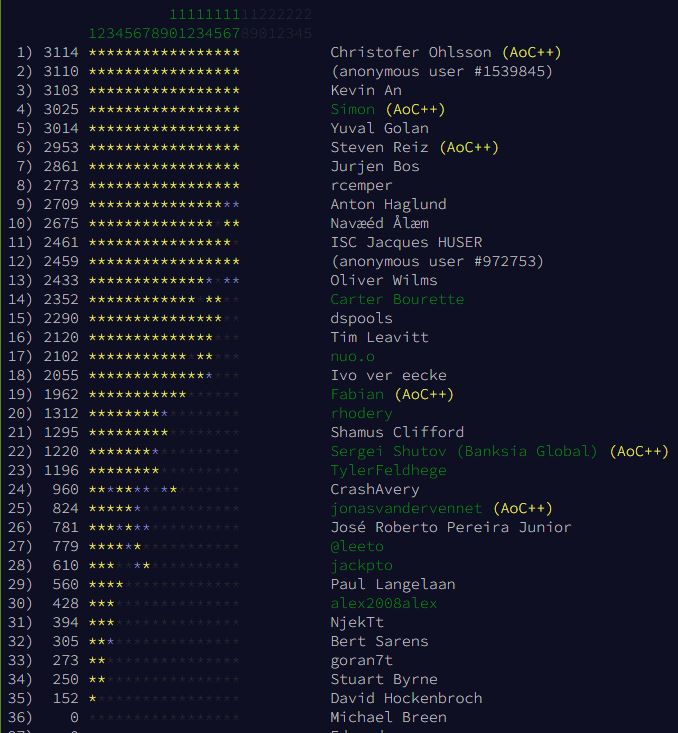 1111111111222222
1234567890123456789012345
1) 3114 ***************** Christofer Ohlsson (AoC++)
2) 3110 ***************** (anonymous user #1539845)
3) 3103 ***************** Kevin An
4) 3025 ***************** Simon (AoC++)
5) 3014 ***************** Yuval Golan
6) 2953 ***************** Steven Reiz (AoC++)
7) 2861 ***************** Jurjen Bos
8) 2773 ***************** rcemper
9) 2709 ***************** Anton Haglund
10) 2675 ***************** Navæéd Ålæm
11) 2461 ***************** ISC Jacques HUSER
12) 2459 ***************** (anonymous user #972753)
13) 2433 ***************** Oliver Wilms
14) 2352 ***************** Carter Bourette
15) 2290 ***************** dspools
16) 2120 ***************** Tim Leavitt
17) 2102 ***************** nuo.o
18) 2055 ***************** Ivo ver eecke
19) 1962 ***************** Fabian (AoC++)
20) 1312 ***************** rhodery
21) 1295 ***************** Shamus Clifford
22) 1220 ***************** Sergei Shutov (Banksia Global) (AoC++)
23) 1196 ***************** TylerFeldhege
24) 960 ***************** CrashAvery
25) 824 ***************** jonasvandervennet (AoC++)
26) 781 ***************** José Roberto Pereira Junior
27) 779 ***************** @leeto
28) 610 ***************** jackpto
29) 560 ***************** Paul Langelaan
30) 428 ***************** alex2008alex
31) 394 ***************** NjekTt
32) 305 ***************** Bert Sarens
33) 273 ***************** goran7t
34) 250 ***************** Stuart Byrne
35) 152 ***************** David Hockenbroch
36) 0 ***************** Michael Breen